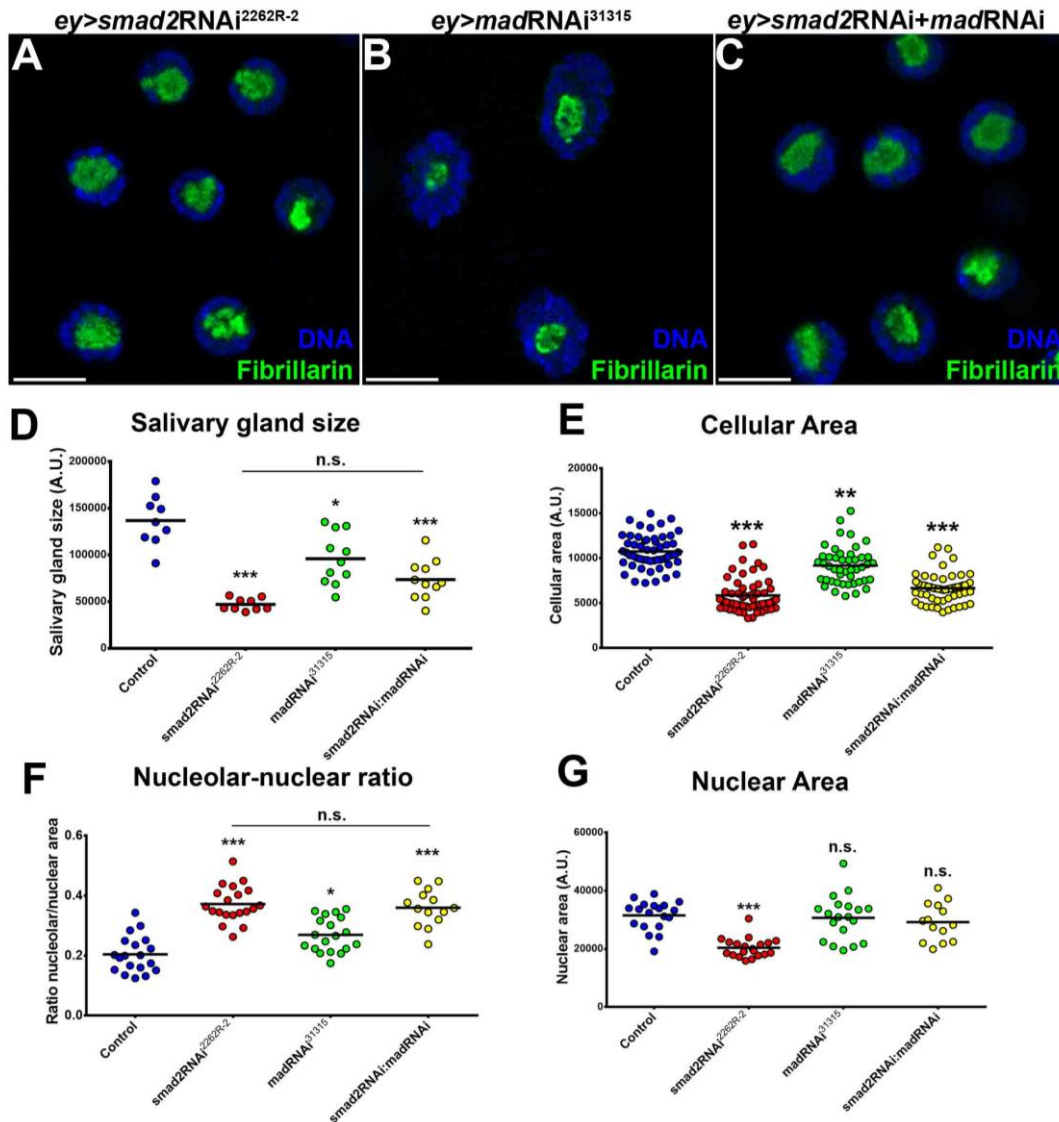 ey>smad2RNAi2262R-2
ey>madRNAi31315
ey>smad2RNAi+madRNAi
A
B
C
DNA
Fibrillarin
DNA
Fibrillarin
DNA
Fibrillarin
D
Salivary gland size
Salivary gland size (A.U.)
200000
150000
100000
50000
0
n.s.
***
*
***
Control
smad2RNAi2262R-2
madRNAi31315
smad2RNAi:madRNAi
E
Cellular Area
Cellular area (A.U.)
20000
15000
10000
5000
0
***
**
***
Control
smad2RNAi2262R-2
madRNAi31315
smad2RNAi:madRNAi
F
Nucleolar-nuclear ratio
Ratio nucleolar/nuclear area
0.6
0.4
0.2
0.0
n.s.
***
*
***
Control
smad2RNAi2262R-2
madRNAi31315
smad2RNAi:madRNAi
G
Nuclear Area
Nuclear area (A.U.)
60000
40000
20000
0
***
n.s.
n.s.
Control
smad2RNAi2262R-2
madRNAi31315
smad2RNAi:madRNAi